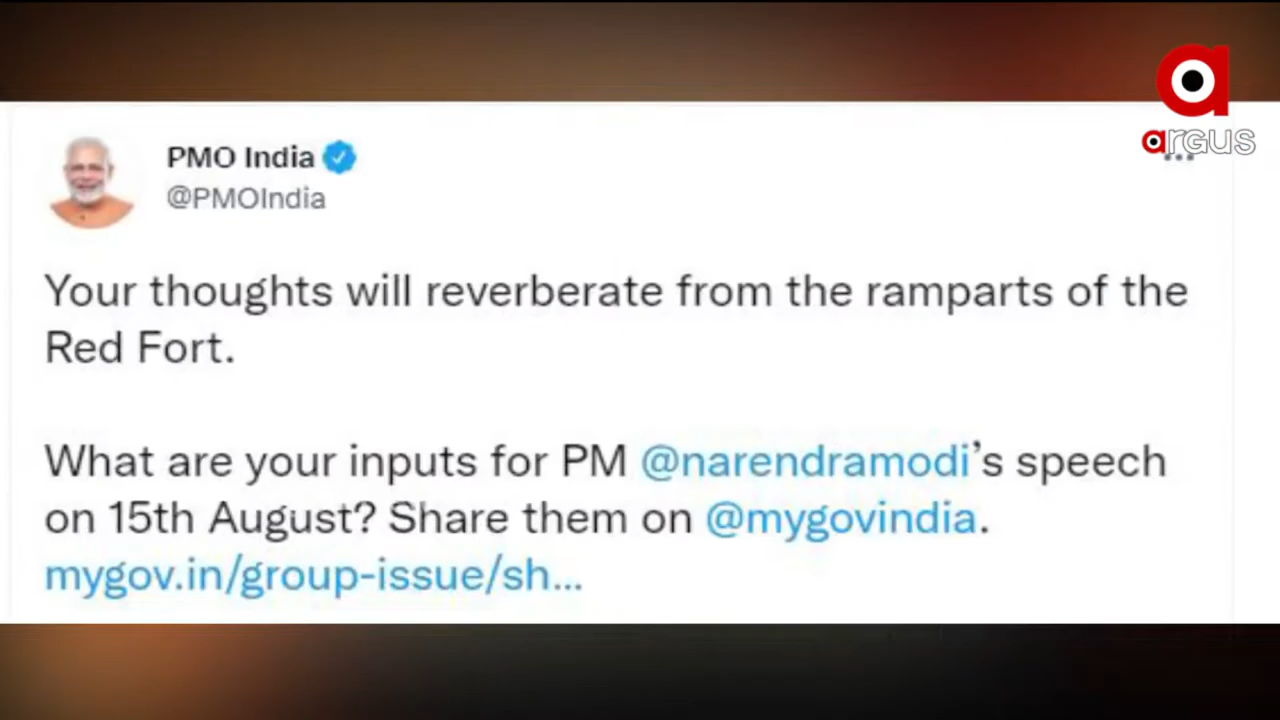 argus
PMO India
@PMOIndia
Your thoughts will reverberate from the ramparts of the
Red Fort.
What are your inputs for PM @narendramodi’s speech
on 15th August? Share them on @mygovindia.
mygov.in/group-issue/sh...